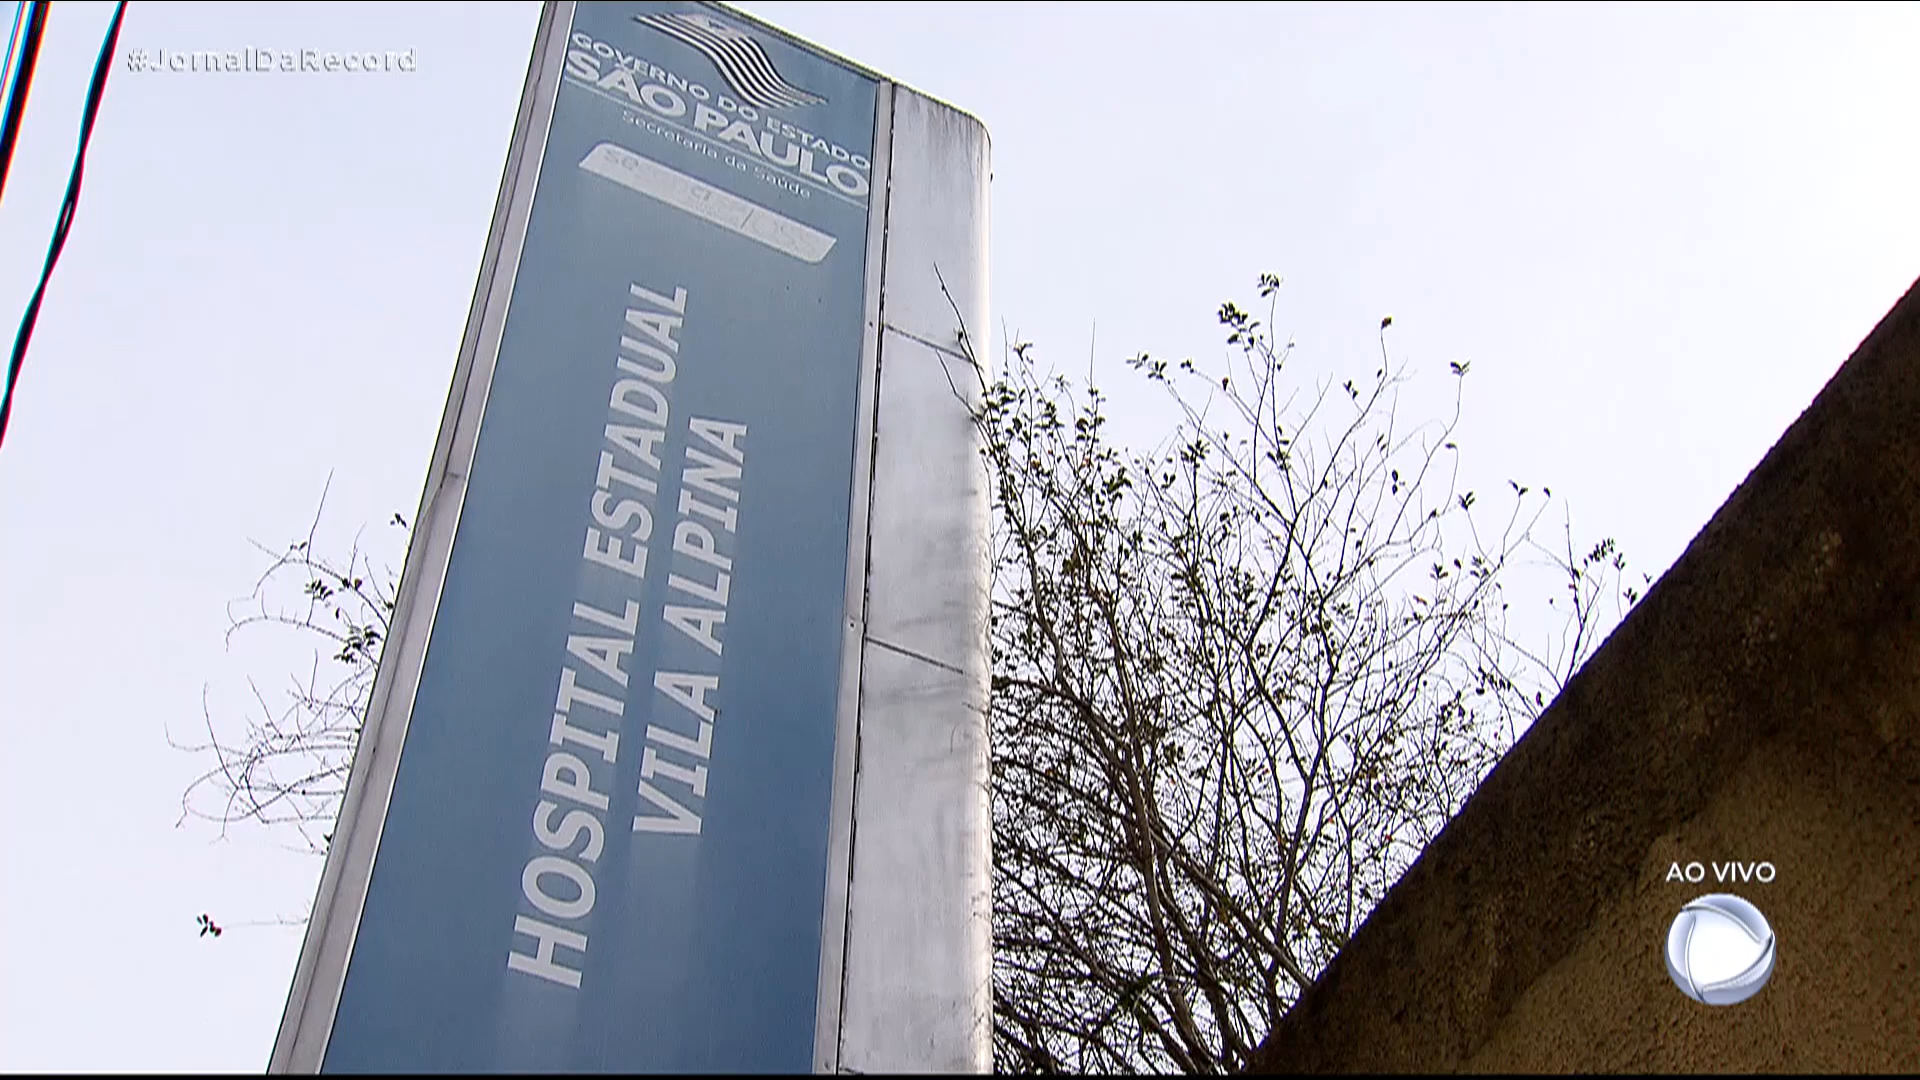 #JornalDaRecord
GOVERNO DO ESTADO
SÃO PAULO
Secretaria da Saúde
HOSPITAL ESTADUAL
VILA ALPINA
AO VIVO